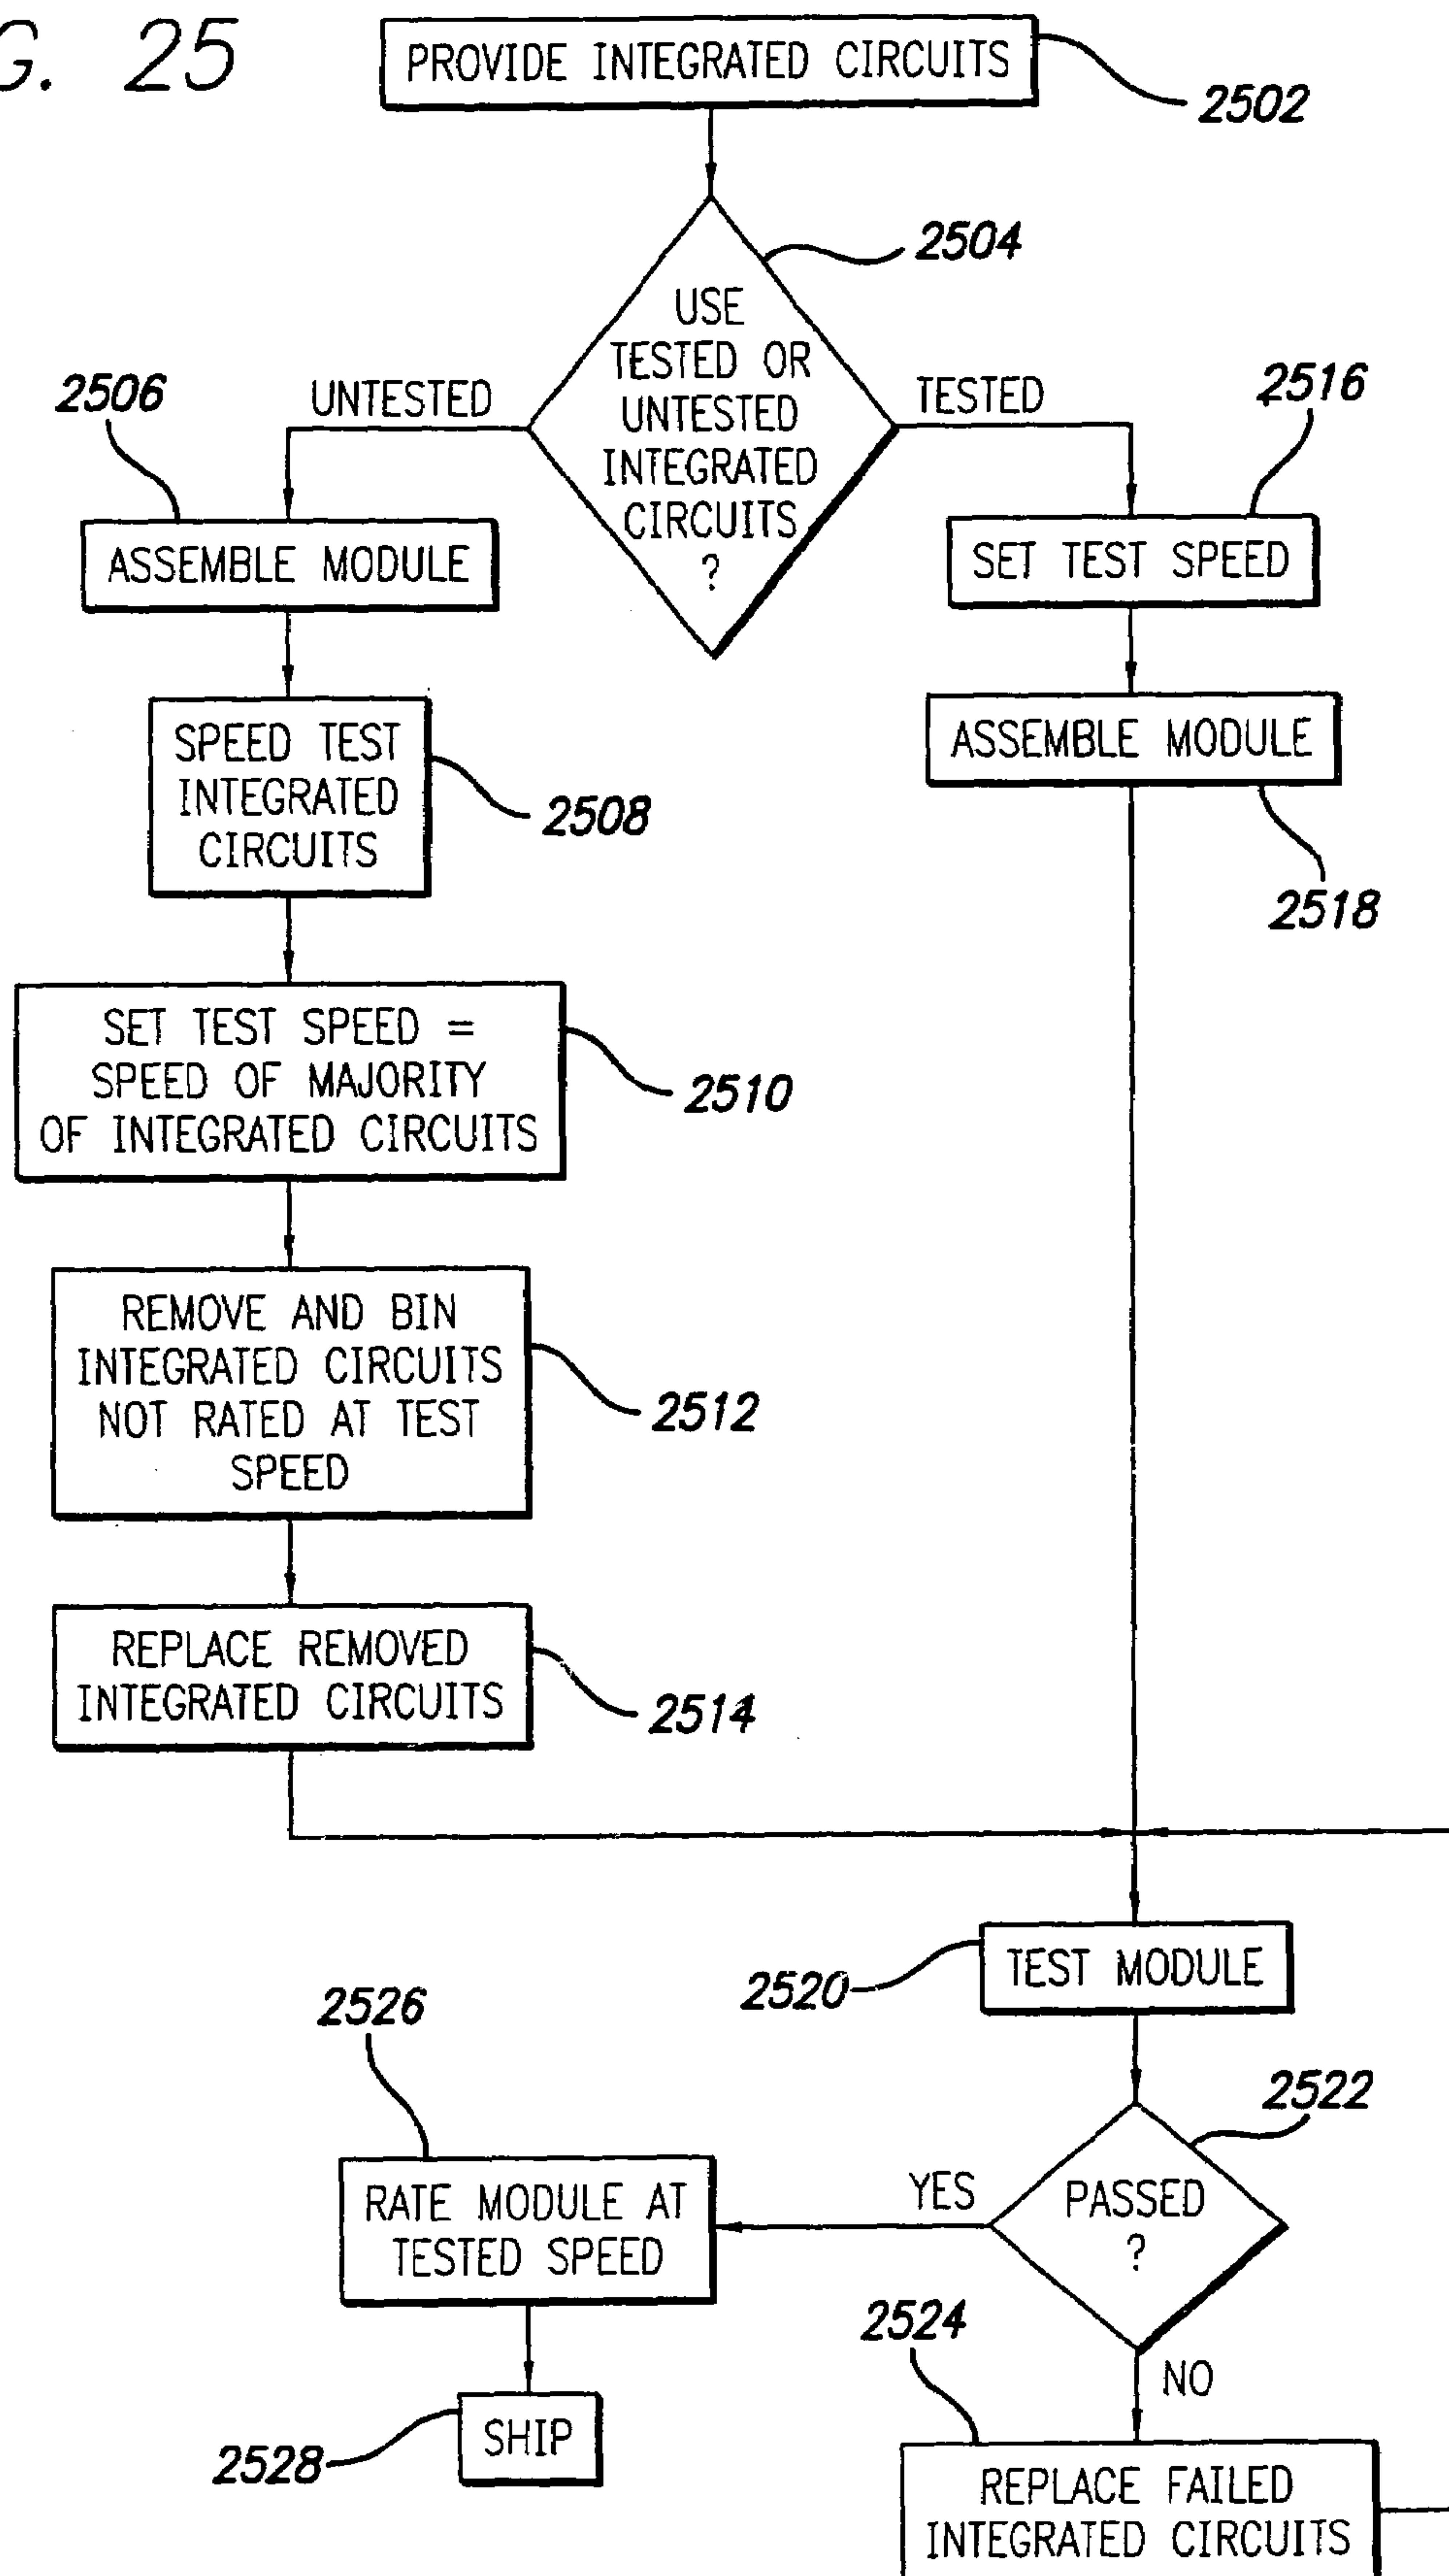 G. 25
PROVIDE INTEGRATED CIRCUITS
2502
2504
USE
TESTED OR
UNTESTED
INTEGRATED
CIRCUITS
?
UNTESTED
TESTED
2506
2516
ASSEMBLE MODULE
SET TEST SPEED
SPEED TEST
INTEGRATED
CIRCUITS
2508
ASSEMBLE MODULE
2518
SET TEST SPEED =
SPEED OF MAJORITY
OF INTEGRATED CIRCUITS
2510
REMOVE AND BIN
INTEGRATED CIRCUITS
NOT RATED AT TEST
SPEED
2512
REPLACE REMOVED
INTEGRATED CIRCUITS
2514
TEST MODULE
2520
2526
2522
PASSED
?
YES
RATE MODULE AT
TESTED SPEED
2524
NO
SHIP
2528
REPLACE FAILED
INTEGRATED CIRCUITS